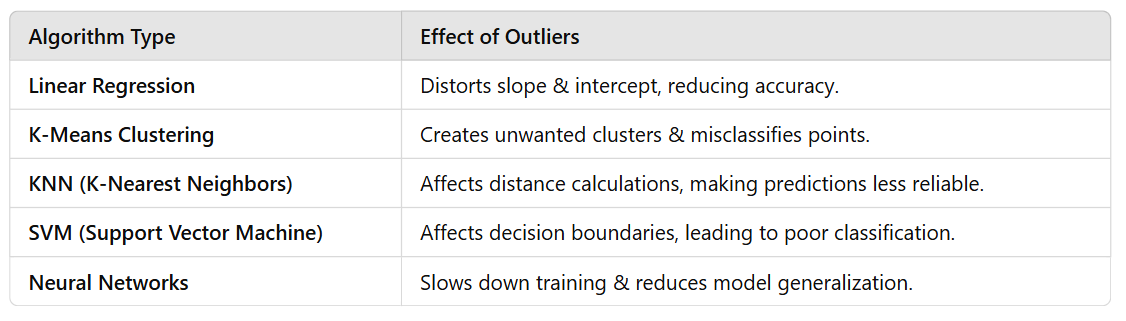 Algorithm Type Effect of Outliers
Linear Regression Distorts slope & intercept, reducing accuracy.
K-Means Clustering Creates unwanted clusters & misclassifies points.
KNN (K-Nearest Neighbors) Affects distance calculations, making predictions less reliable.
SVM (Support Vector Machine) Affects decision boundaries, leading to poor classification.
Neural Networks Slows down training & reduces model generalization.